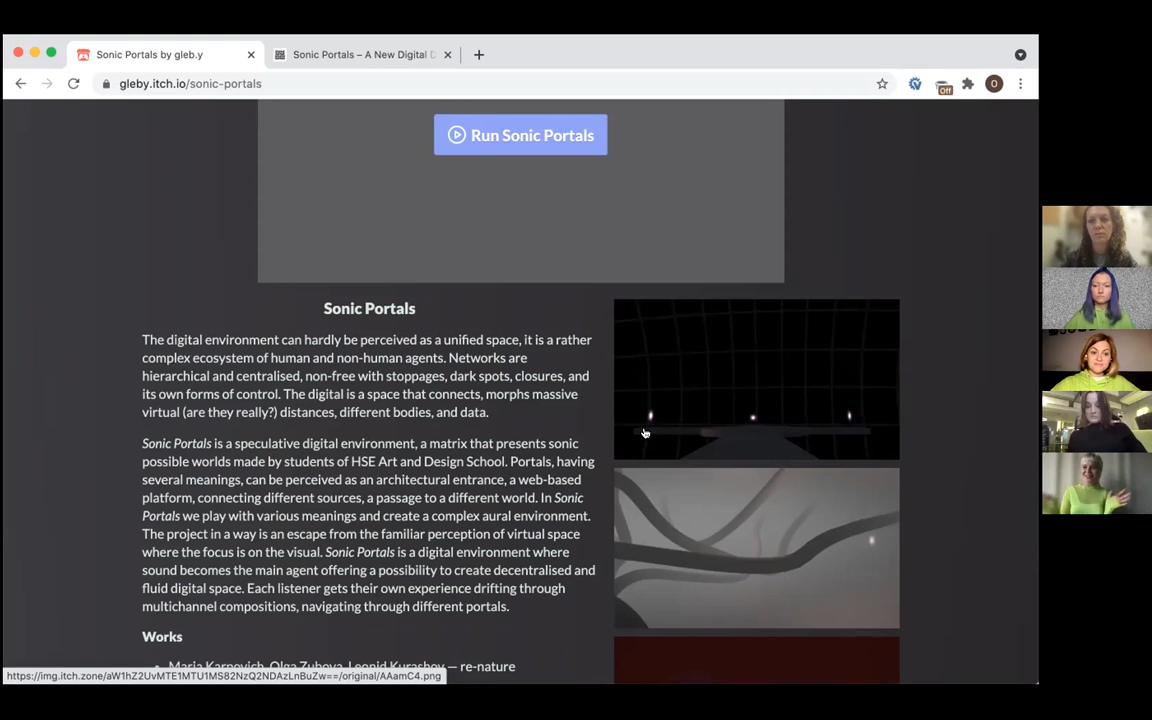 Sonic Portals by gleb.y
Sonic Portals – A New Digital D
gleby.itch.io/sonic-portals
Off
O
Run Sonic Portals
Sonic Portals
The digital environment can hardly be perceived as a unified space, it is a rather
complex ecosystem of human and non-human agents. Networks are
hierarchical and centralised, non-free with stoppages, dark spots, closures, and
its own forms of control. The digital is a space that connects, morphs massive
virtual (are they really?) distances, different bodies, and data.
Sonic Portals is a speculative digital environment, a matrix that presents sonic
possible worlds made by students of HSE Art and Design School. Portals, having
several meanings, can be perceived as an architectural entrance, a web-based
platform, connecting different sources, a passage to a different world. In Sonic
Portals we play with various meanings and create a complex aural environment.
The project in a way is an escape from the familiar perception of virtual space
where the focus is on the visual. Sonic Portals is a digital environment where
sound becomes the main agent offering a possibility to create decentralised and
fluid digital space. Each listener gets their own experience drifting through
multichannel compositions, navigating through different portals.
Works
• Maria Karpovich, Olga Zubova, Leonid Kurashov — re-nature
https://img.itch.zone/aW1hZ2UvMTE1MTU1MS82NzQ2NDAzLnBuZw==/original/AAamC4.png